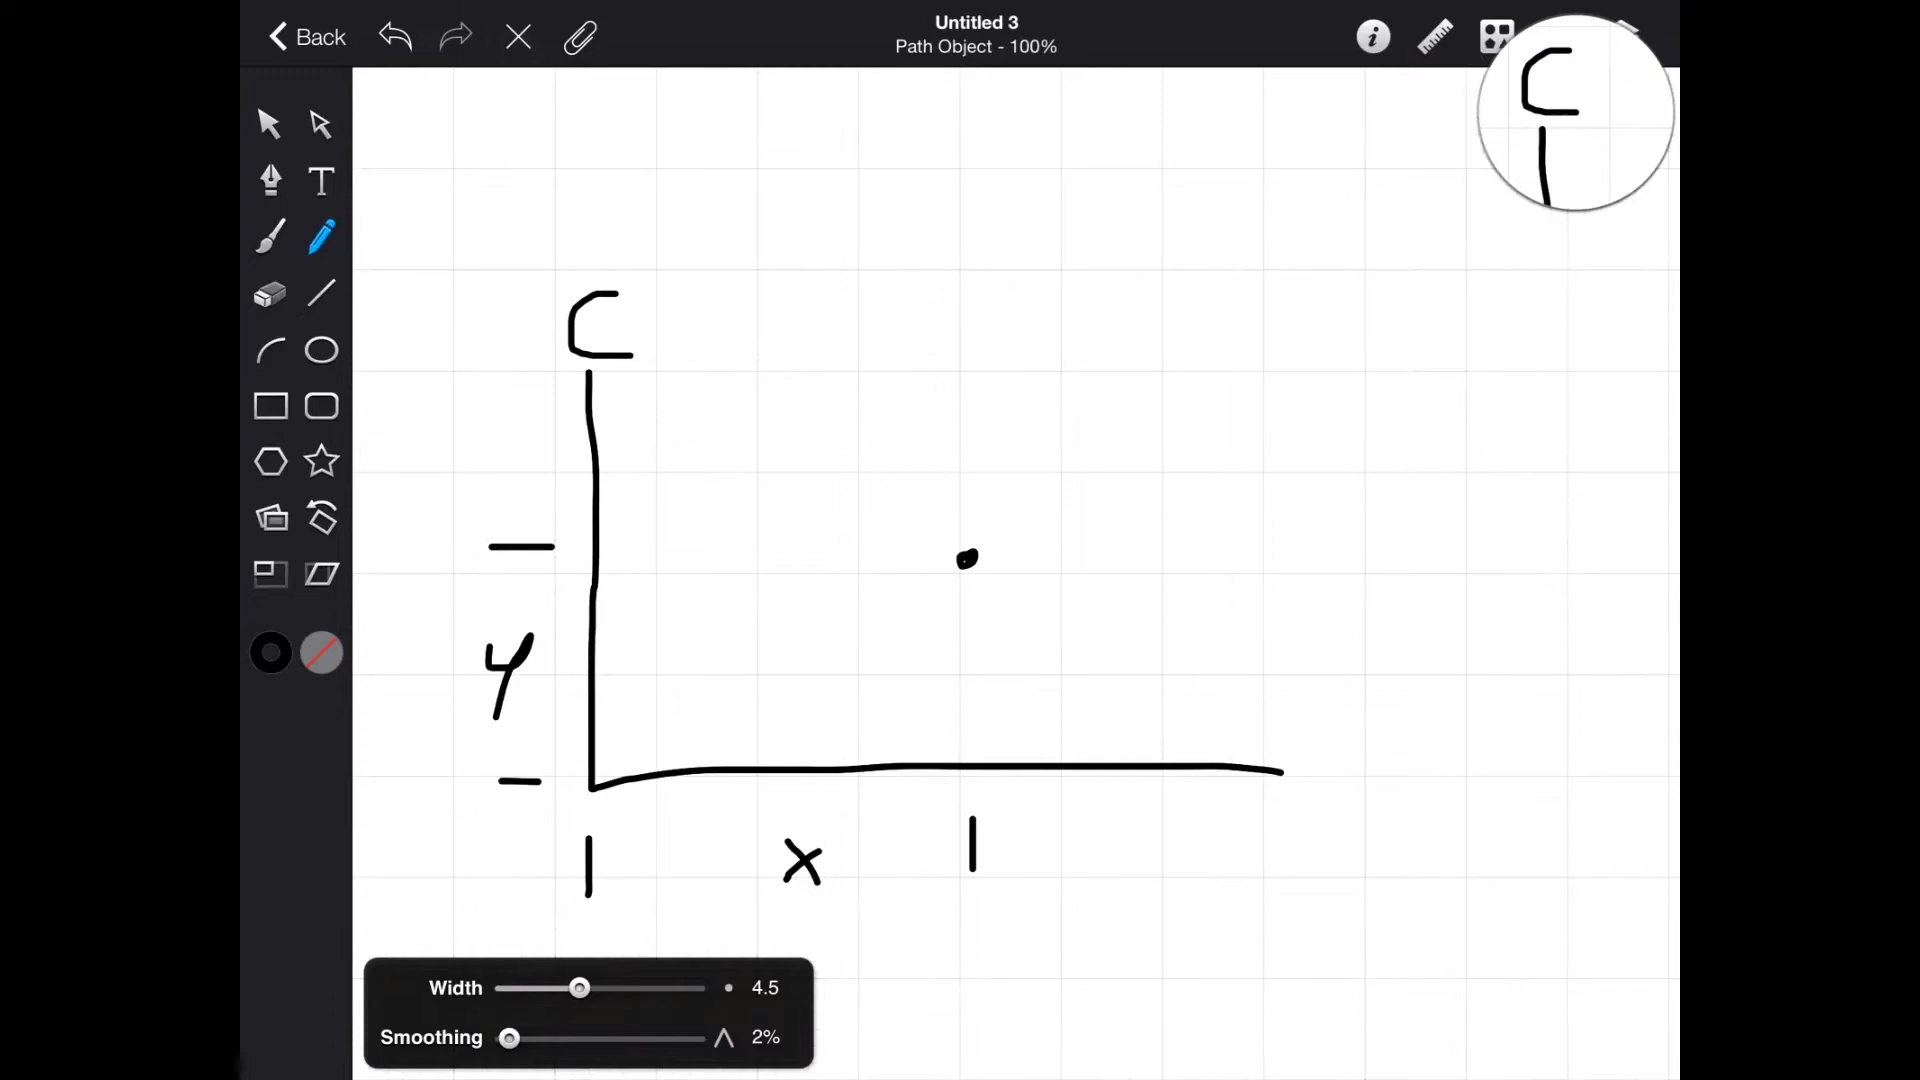 Back
Untitled 3
Path Object - 100%
C
C
y
x
Width 4.5
Smoothing 2%